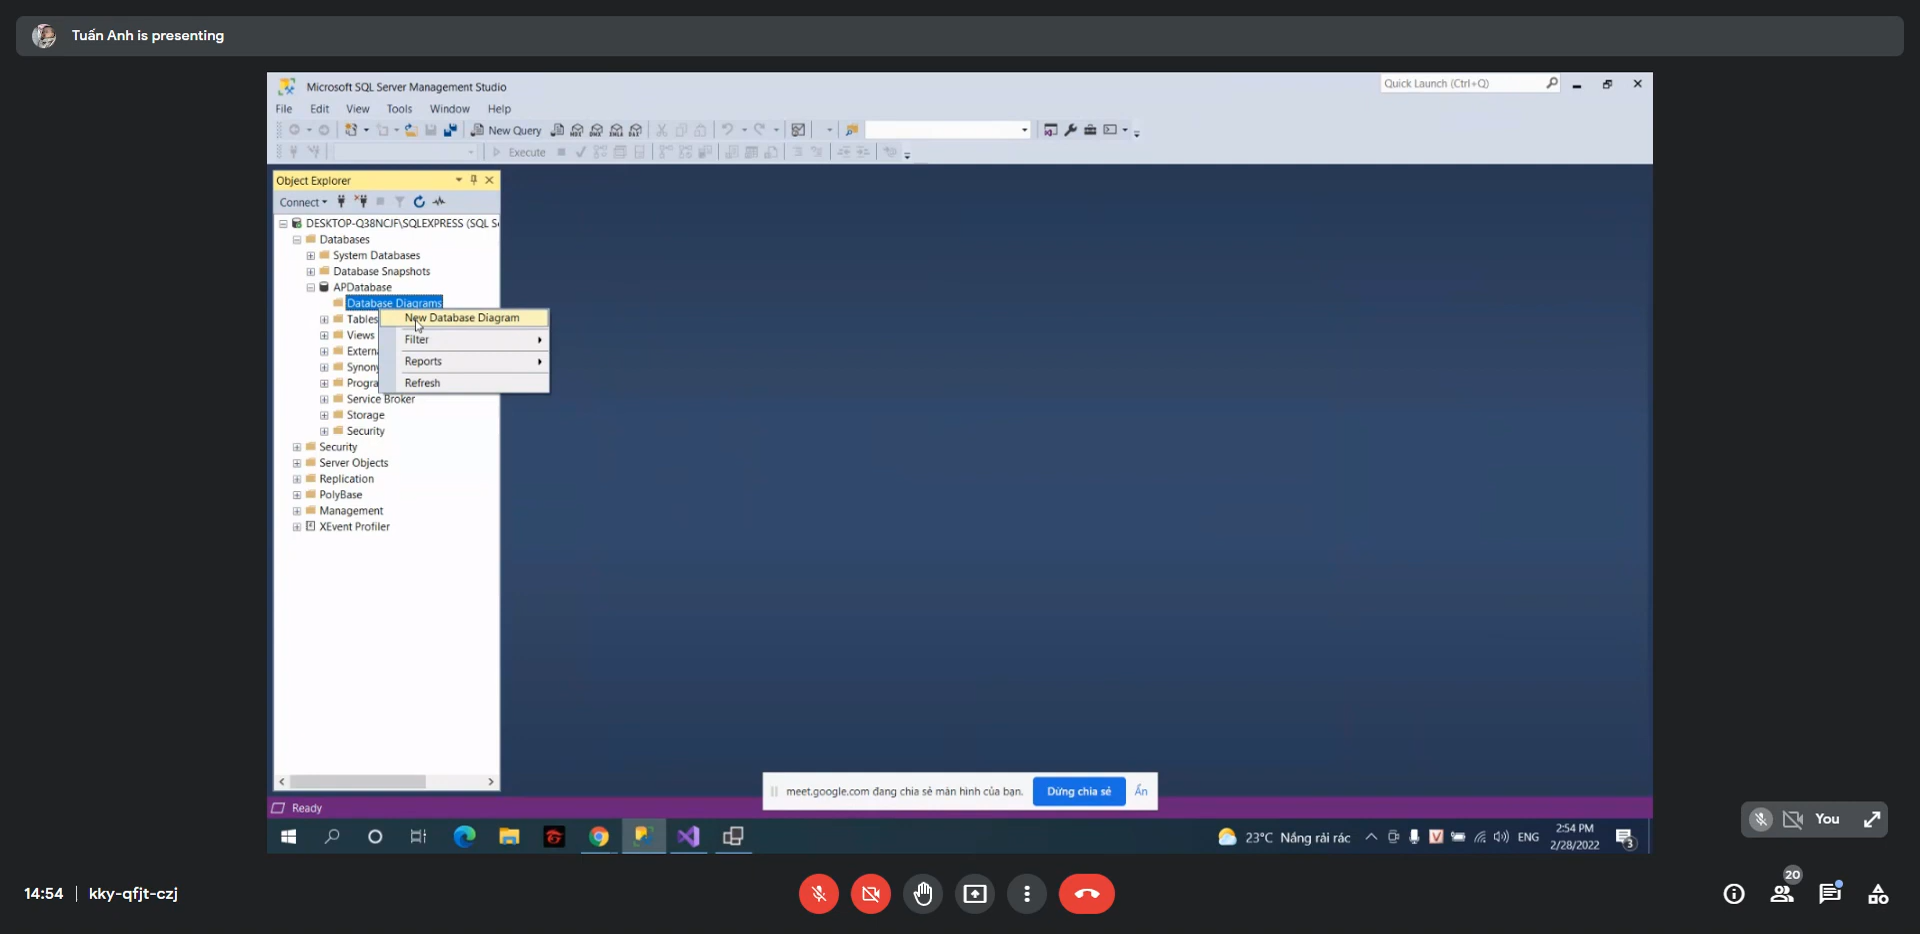 Tuấn Anh is presenting
Microsoft SQL Server Management Studio
Quick Launch (Ctrl+Q)
File Edit View Tools Window Help
New Query
Execute
Object Explorer
Connect
DESKTOP-Q38NCJF\SQLEXPRESS (SQL S
Databases
System Databases
Database Snapshots
APDatabase
Database Diagrams
New Database Diagram
Tables
Filter
Views
Extern
Reports
Synony
Progra
Refresh
Service Broker
Storage
Security
Security
Server Objects
Replication
PolyBase
Management
XEvent Profiler
meet.google.com đang chia sẻ màn hình của bạn. Dừng chia sẻ Ẩn
Ready
You
23°C Nắng rải rác ENG 2:54 PM
2/28/2022
3
14:54 | kky-qfjt-czj
20